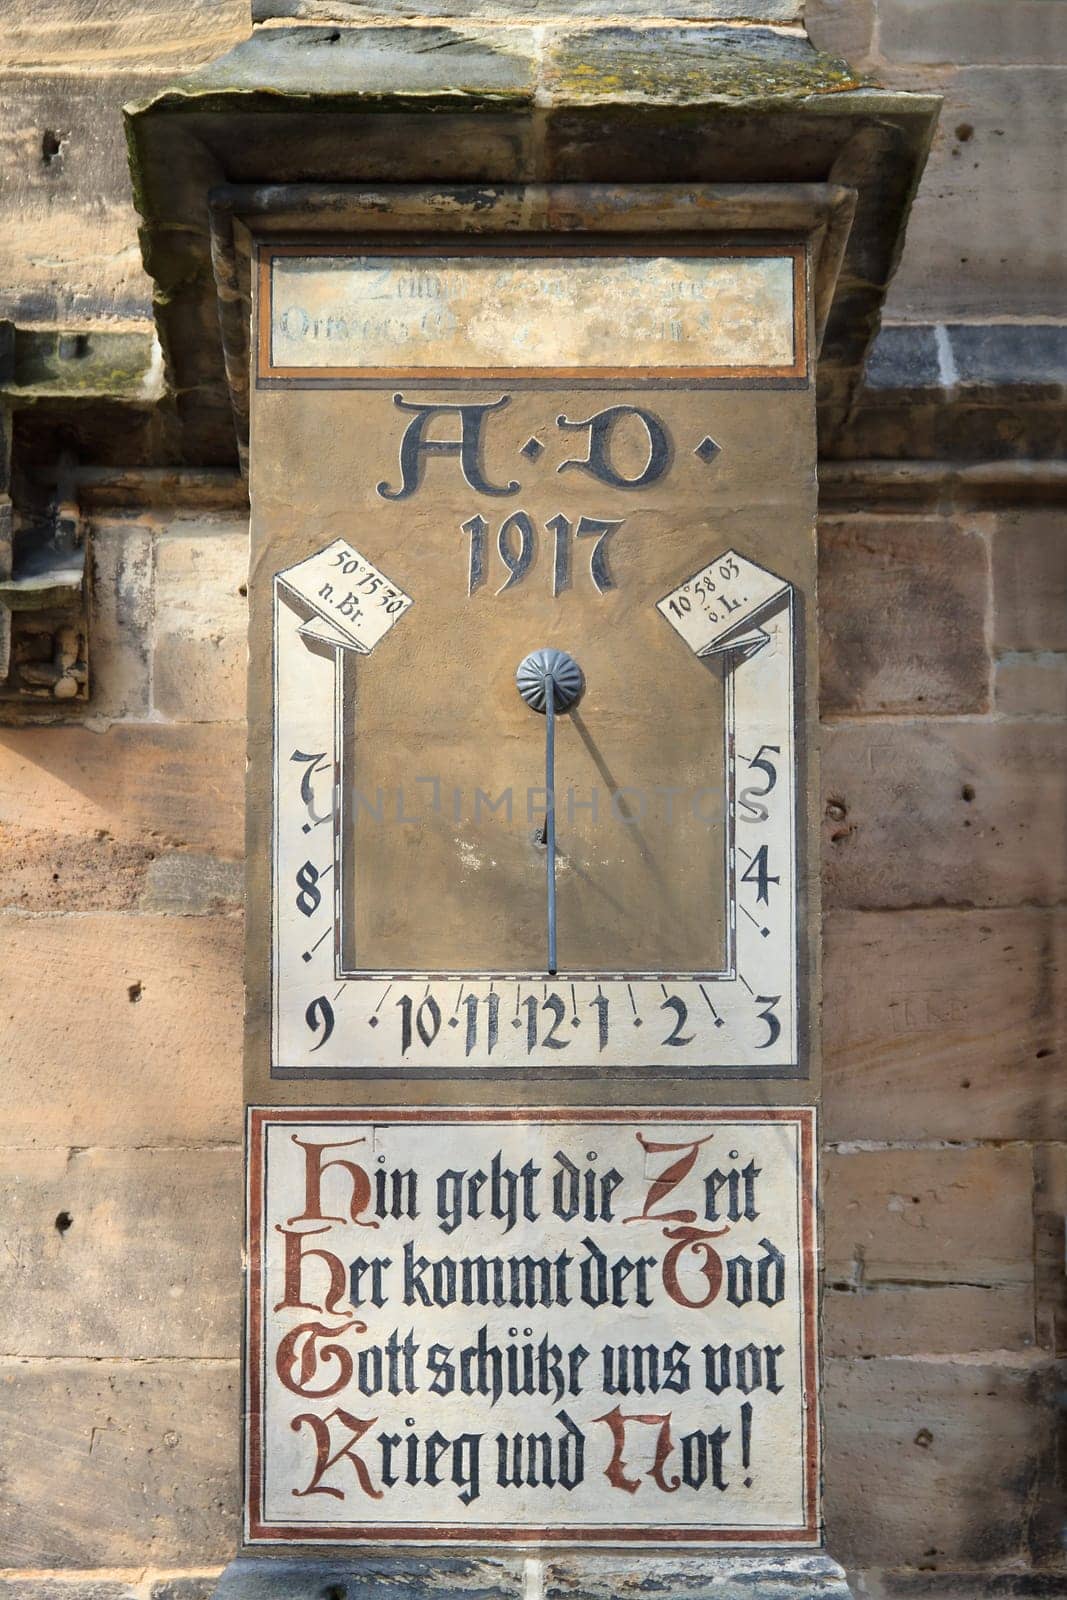 A·D·
1917
50°15'30
n.Br.
10°58'03
ö.L.
7 5
8 4
9 · 10 · 11 · 12 · 1 · 2 · 3
UNLIMPHOTOS
Hin geht die Zeit
Her kommt der Tod
Gott schütze uns vor
Krieg und Not!